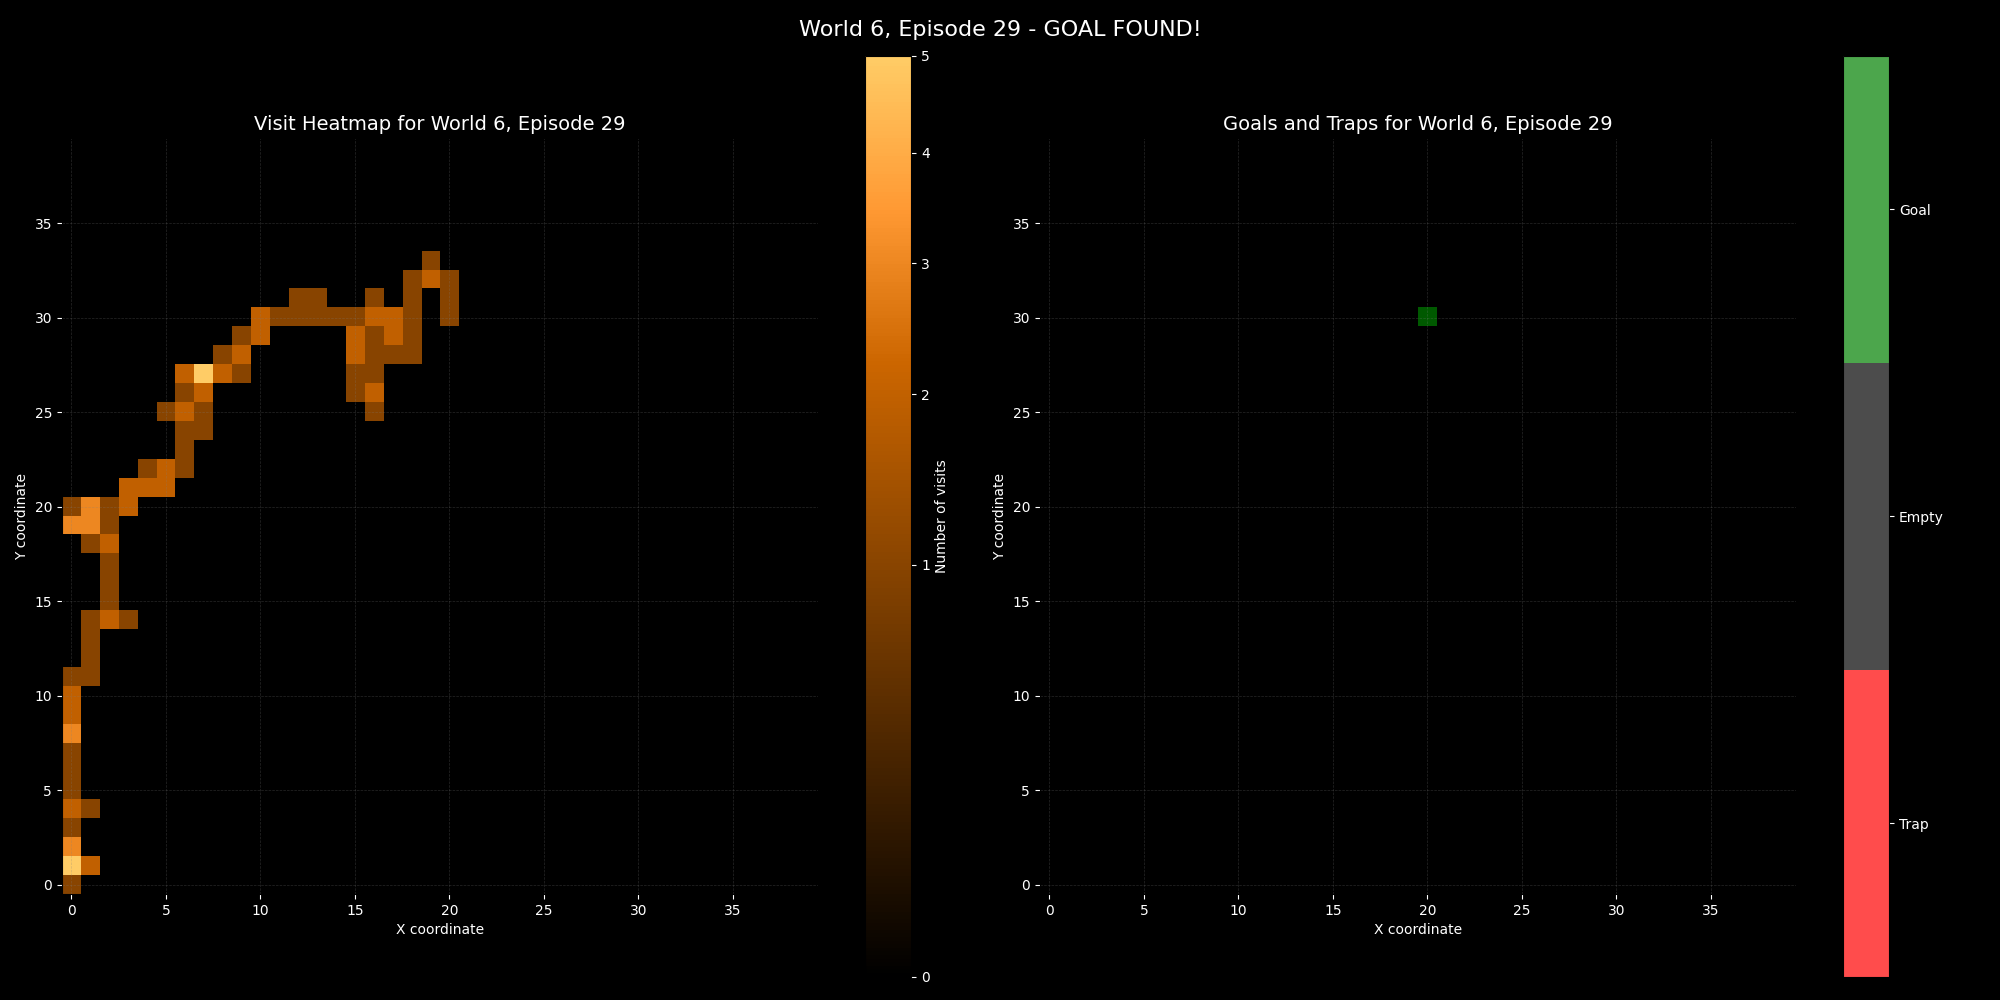 World 6, Episode 29 - GOAL FOUND!
Visit Heatmap for World 6, Episode 29
Y coordinate
35
30
25
20
15
10
5
0
0 5 10 15 20 25 30 35
X coordinate
5
4
3
2
1
0
Number of visits
Goals and Traps for World 6, Episode 29
Y coordinate
35
30
25
20
15
10
5
0
0 5 10 15 20 25 30 35
X coordinate
Goal
Empty
Trap